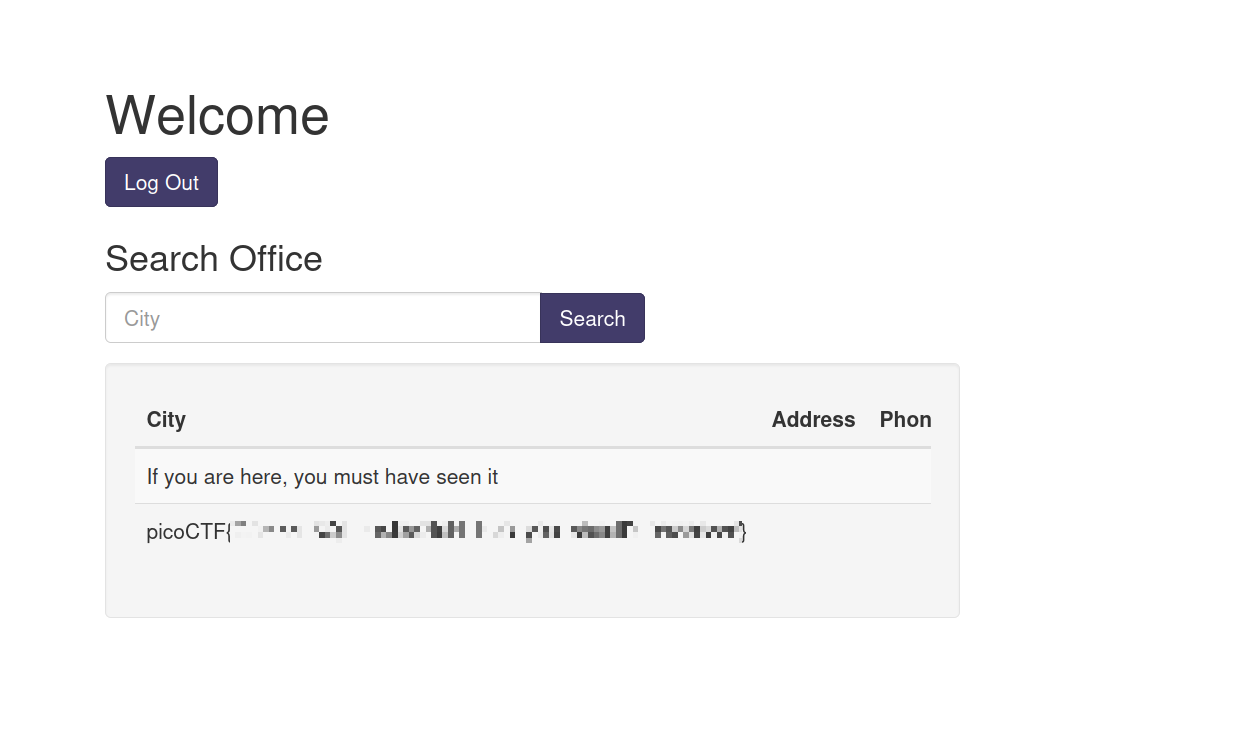 Welcome
Log Out
Search Office
City
Search
City Address Phon
If you are here, you must have seen it
picoCTF{ }